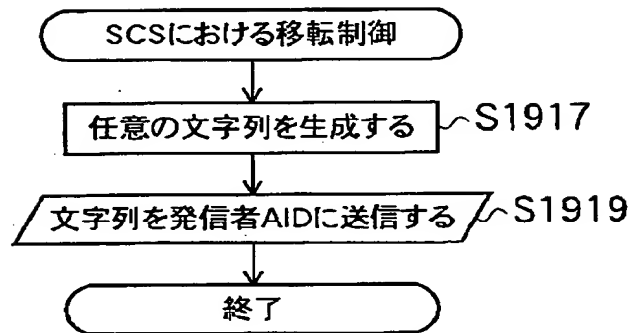 SCSにおける移転制御
任意の文字列を生成する
S1917
文字列を発信者AIDに送信する
S1919
終了